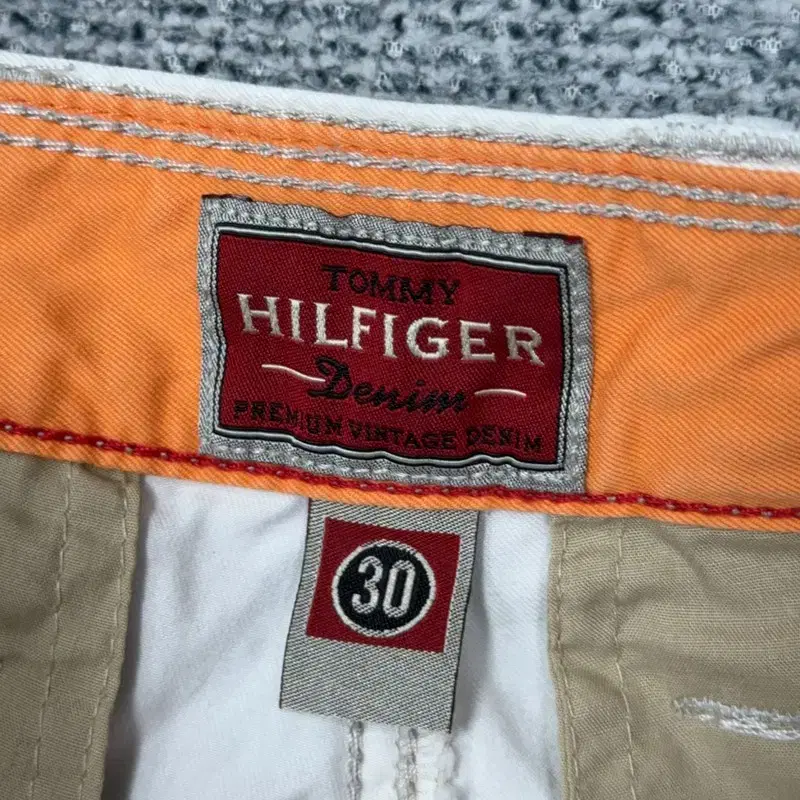 TOMMY
HILFIGER
Denim
PREMIUM VINTAGE DENIM
30